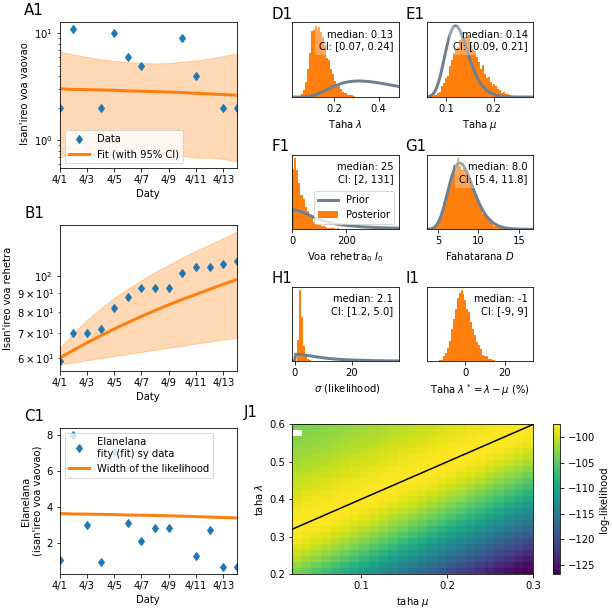 A1
Isan'ireo voa vaovao
10¹
10⁰
Data
Fit (with 95% CI)
4/1 4/3 4/5 4/7 4/9 4/11 4/13
Daty
B1
Isan'ireo voa rehetra
10²
9 × 10¹
8 × 10¹
7 × 10¹
6 × 10¹
4/1 4/3 4/5 4/7 4/9 4/11 4/13
Daty
C1
Elanelana
(isan'ireo voa vaovao)
8
6
4
2
Elanelana
fity (fit) sy data
Width of the likelihood
4/1 4/3 4/5 4/7 4/9 4/11 4/13
Daty
D1
median: 0.13
CI: [0.07, 0.24]
0.2 0.4
Taha λ
E1
median: 0.14
CI: [0.09, 0.21]
0.1 0.2
Taha μ
F1
median: 25
CI: [2, 131]
Prior
Posterior
0 200
Voa rehetra₀ I₀
G1
median: 8.0
CI: [5.4, 11.8]
5 10 15
Fahatarana D
H1
median: 2.1
CI: [1.2, 5.0]
0 20
σ (likelihood)
I1
median: -1
CI: [-9, 9]
0 20
Taha λ* = λ − μ (%)
J1
taha λ
0.6
0.5
0.4
0.3
0.2
0.1 0.2 0.3
taha μ
−100
−105
−110
−115
−120
−125
log-likelihood